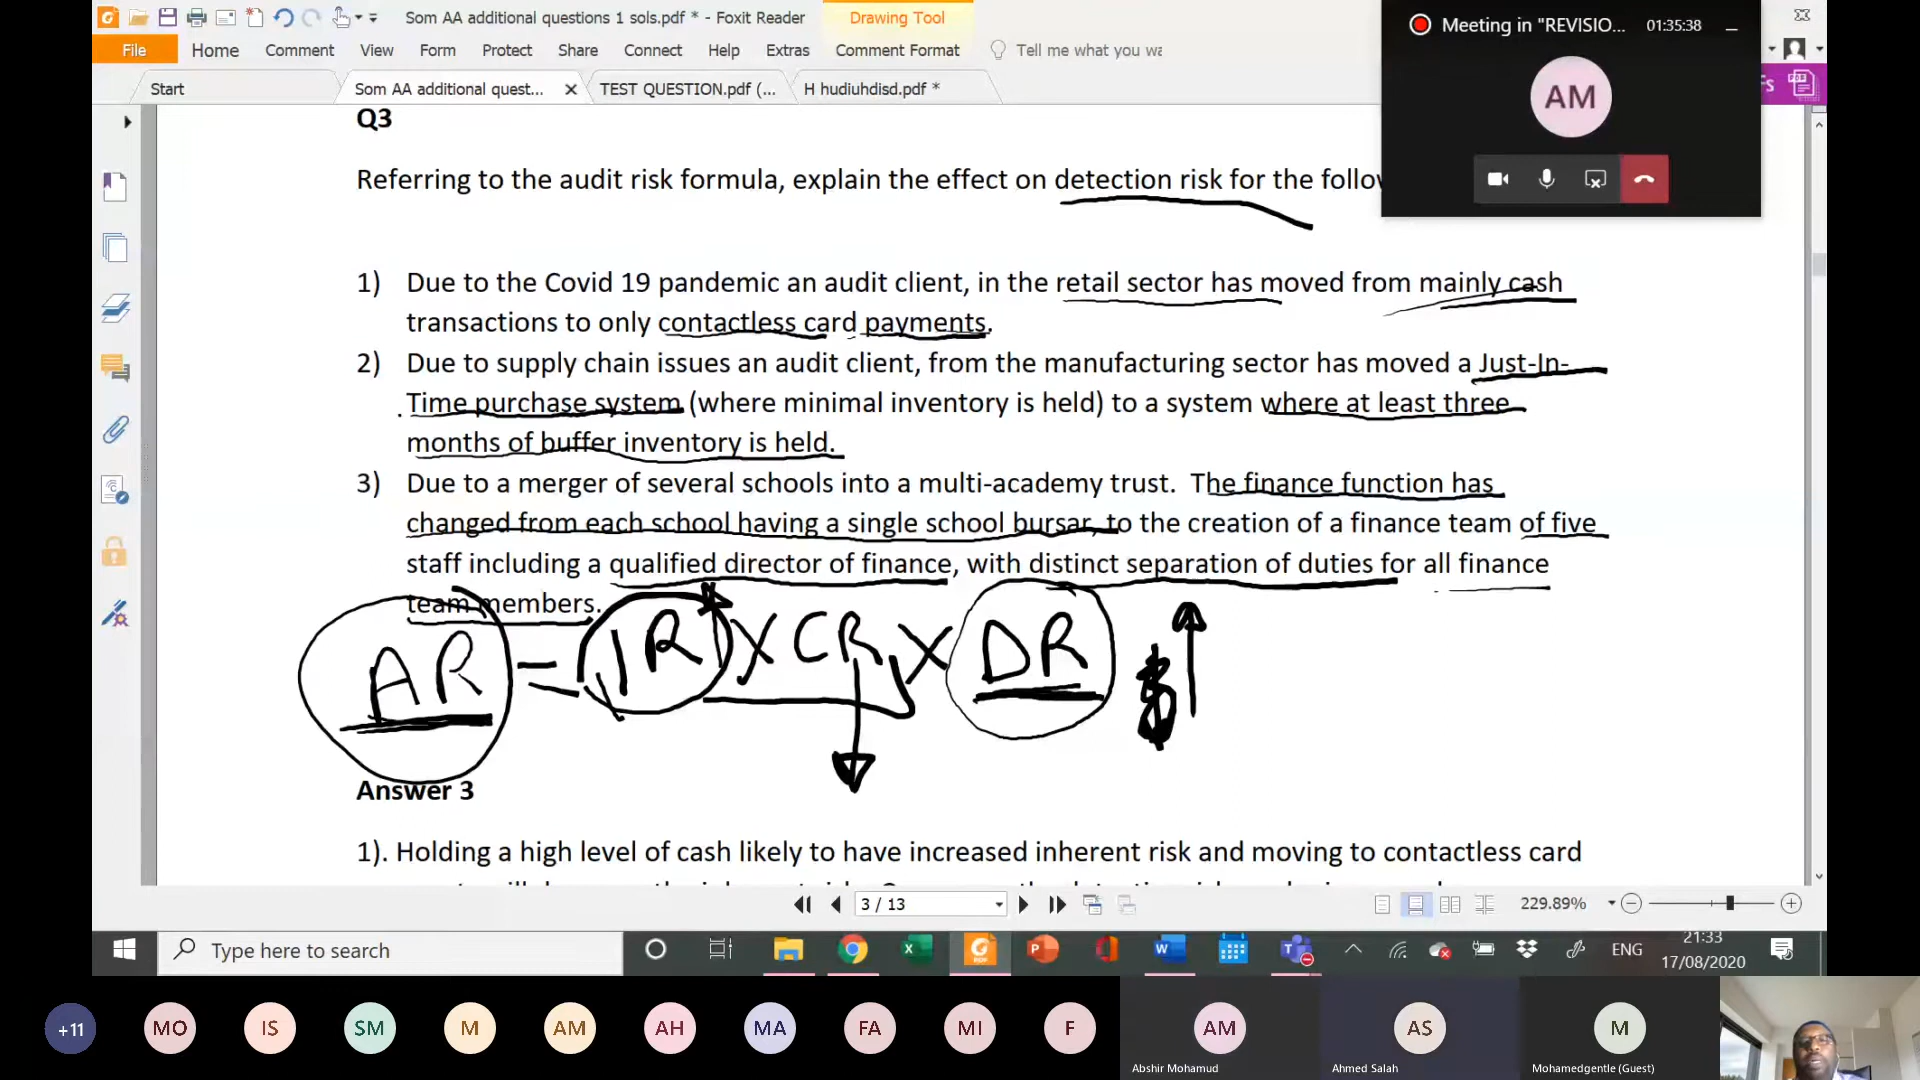 Som AA additional questions 1 sols.pdf * - Foxit Reader
Drawing Tool
File Home Comment View Form Protect Share Connect Help Extras Comment Format Tell me what you wa
Start
Som AA additional quest...
TEST QUESTION.pdf (...
H hudiuhdisd.pdf *
Meeting in "REVISIO... 01:35:38
AM
Q3
Referring to the audit risk formula, explain the effect on detection risk for the follow
1) Due to the Covid 19 pandemic an audit client, in the retail sector has moved from mainly cash
transactions to only contactless card payments.
2) Due to supply chain issues an audit client, from the manufacturing sector has moved a Just-In-
Time purchase system (where minimal inventory is held) to a system where at least three
months of buffer inventory is held.
3) Due to a merger of several schools into a multi-academy trust. The finance function has
changed from each school having a single school bursar, to the creation of a finance team of five
staff including a qualified director of finance, with distinct separation of duties for all finance
team members.
AR = IR X CR X DR
Answer 3
1). Holding a high level of cash likely to have increased inherent risk and moving to contactless card
3 / 13
229.89%
Type here to search
ENG
21:33
17/08/2020
+11 MO IS SM M AM AH MA FA MI F AM AS M
Abshir Mohamud
Ahmed Salah
Mohamedgentle (Guest)